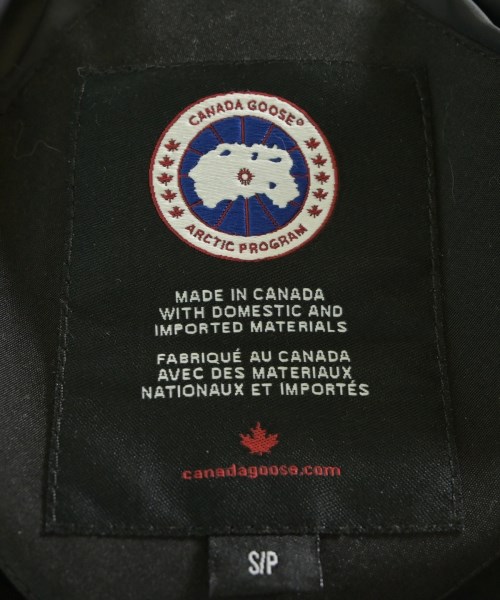 CANADA GOOSE®
ARCTIC PROGRAM
MADE IN CANADA
WITH DOMESTIC AND
IMPORTED MATERIALS
FABRIQUÉ AU CANADA
AVEC DES MATERIAUX
NATIONAUX ET IMPORTÉS
canadagoose.com
S/P